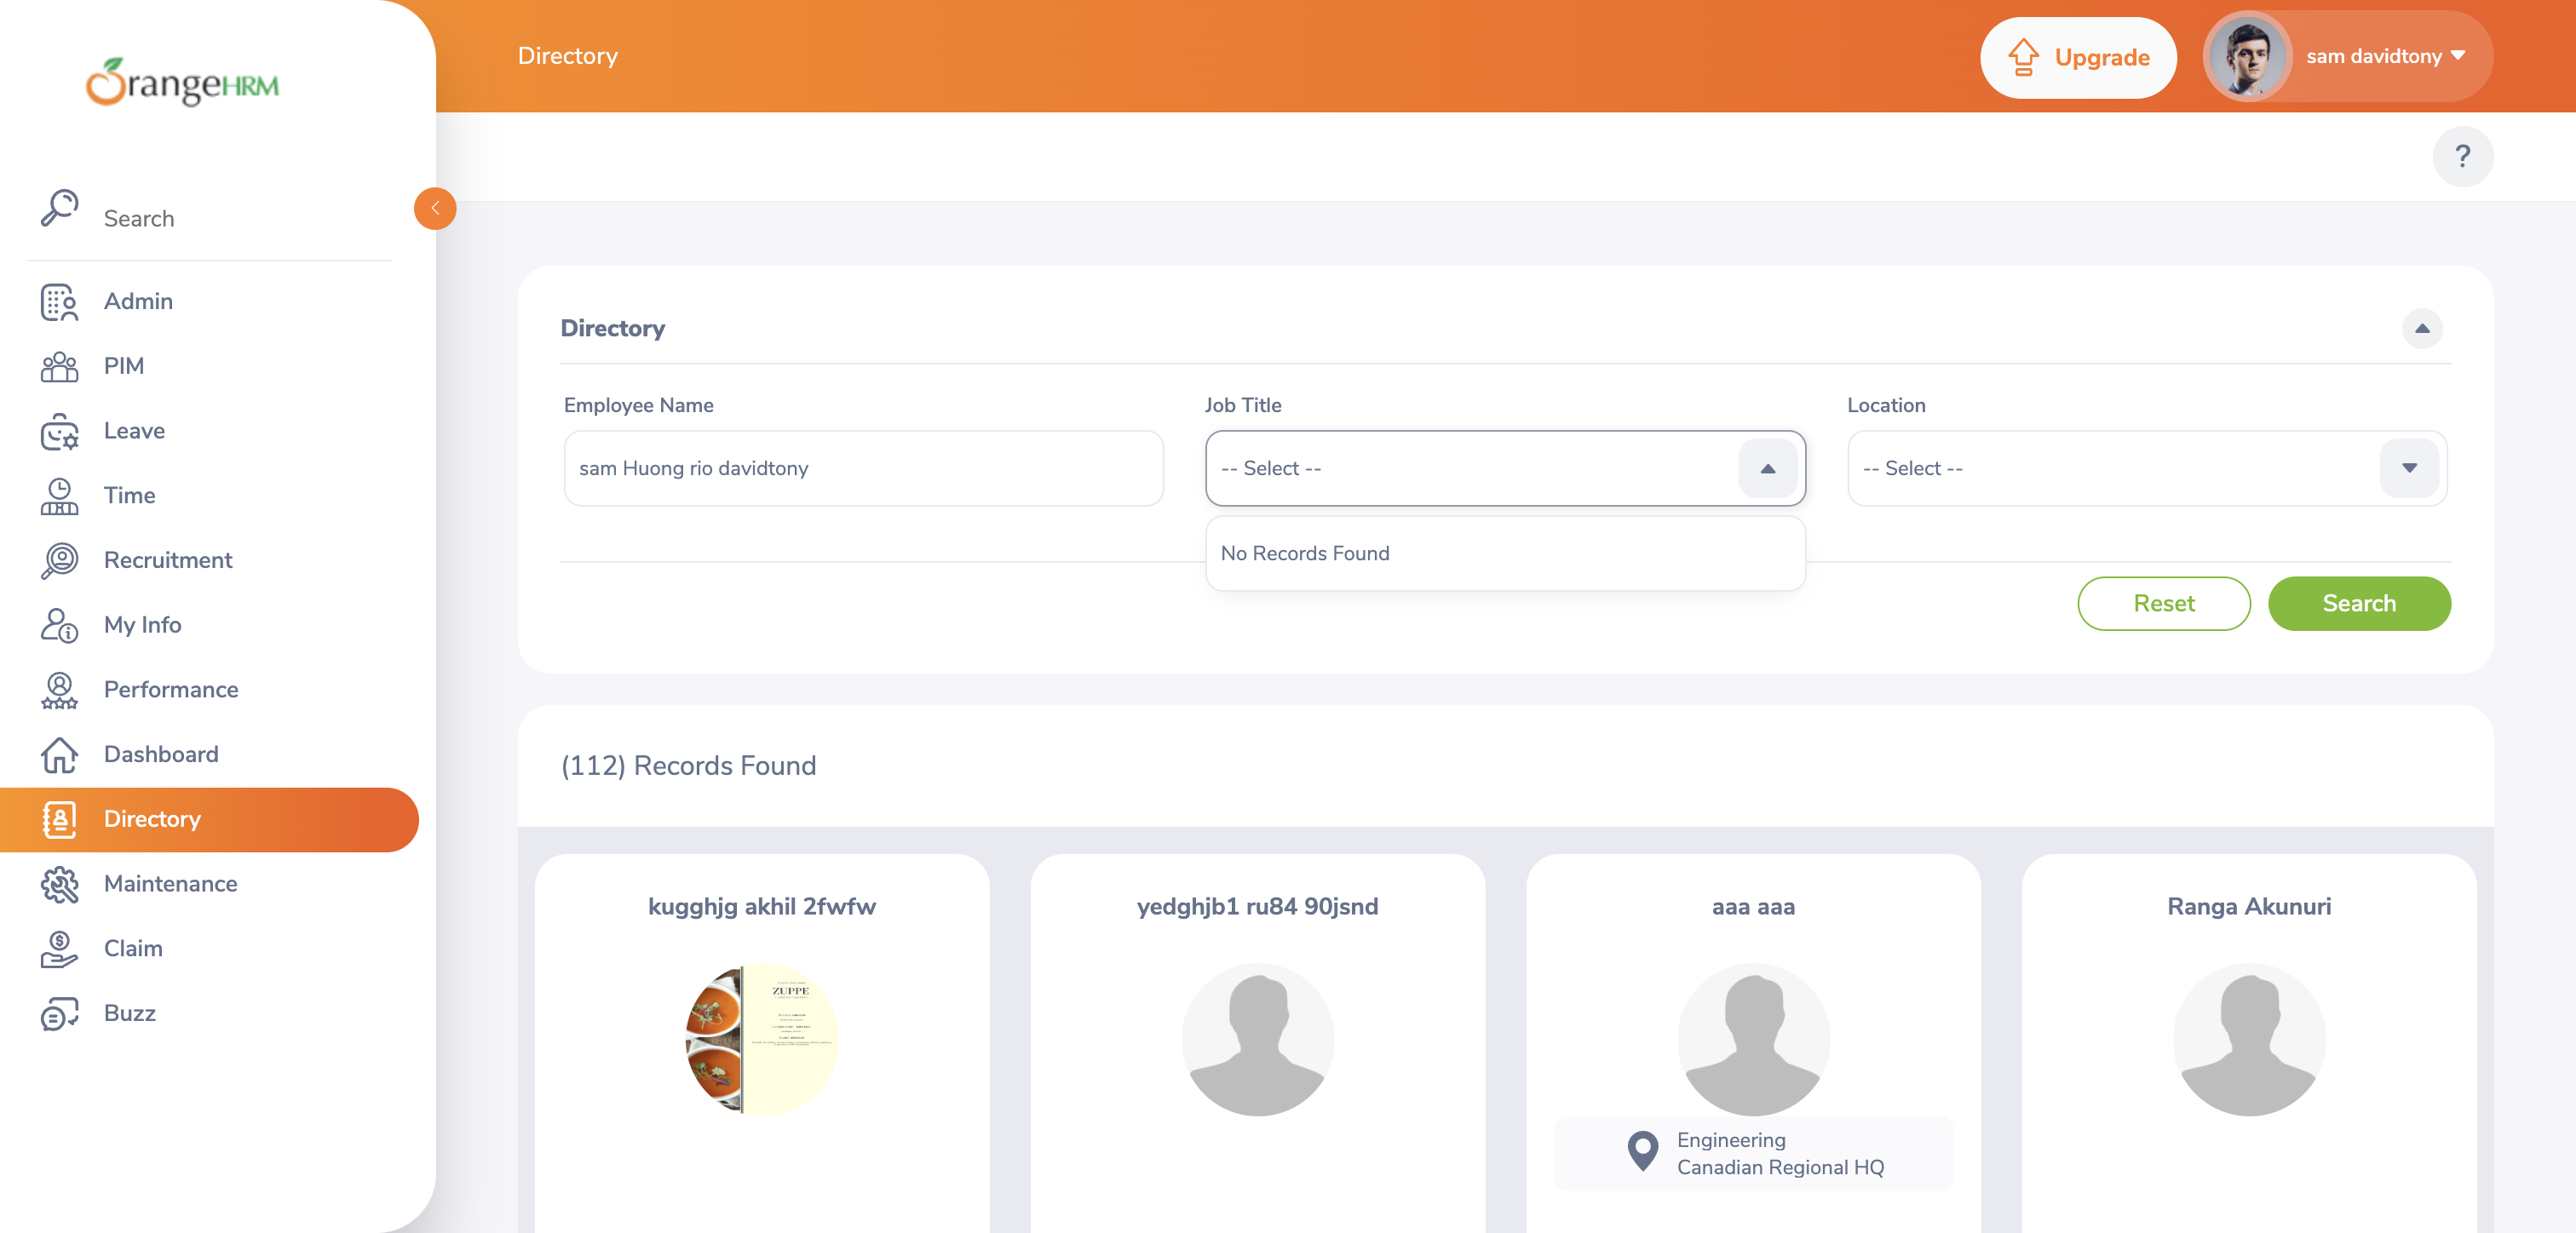 OrangeHRM
Directory
Upgrade
sam davidtony
?
Search
Admin
PIM
Leave
Time
Recruitment
My Info
Performance
Dashboard
Directory
Maintenance
Claim
Buzz
Directory
Employee Name
Job Title
Location
sam Huong rio davidtony
-- Select --
-- Select --
No Records Found
Reset
Search
(112) Records Found
kugghjg akhil 2fwfw
yedghjb1 ru84 90jsnd
aaa aaa
Ranga Akunuri
ZUPPE
Engineering
Canadian Regional HQ